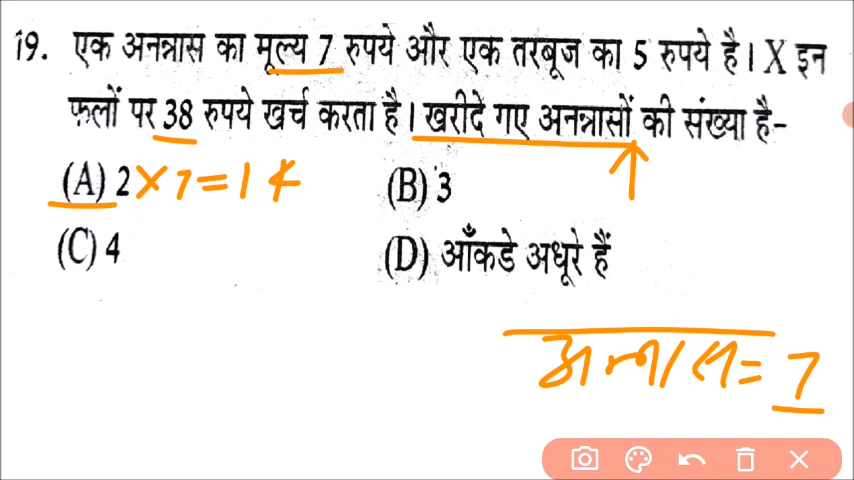 19. एक अनन्नास का मूल्य 7 रुपये और एक तरबूज का 5 रुपये है। X इन
फलों पर 38 रुपये खर्च करता है। खरीदे गए अनन्नासों की संख्या है-
(A) 2 × 7 = 14 (B) 3
(C) 4 (D) आँकडे अधूरे हैं
अन्नास = 7